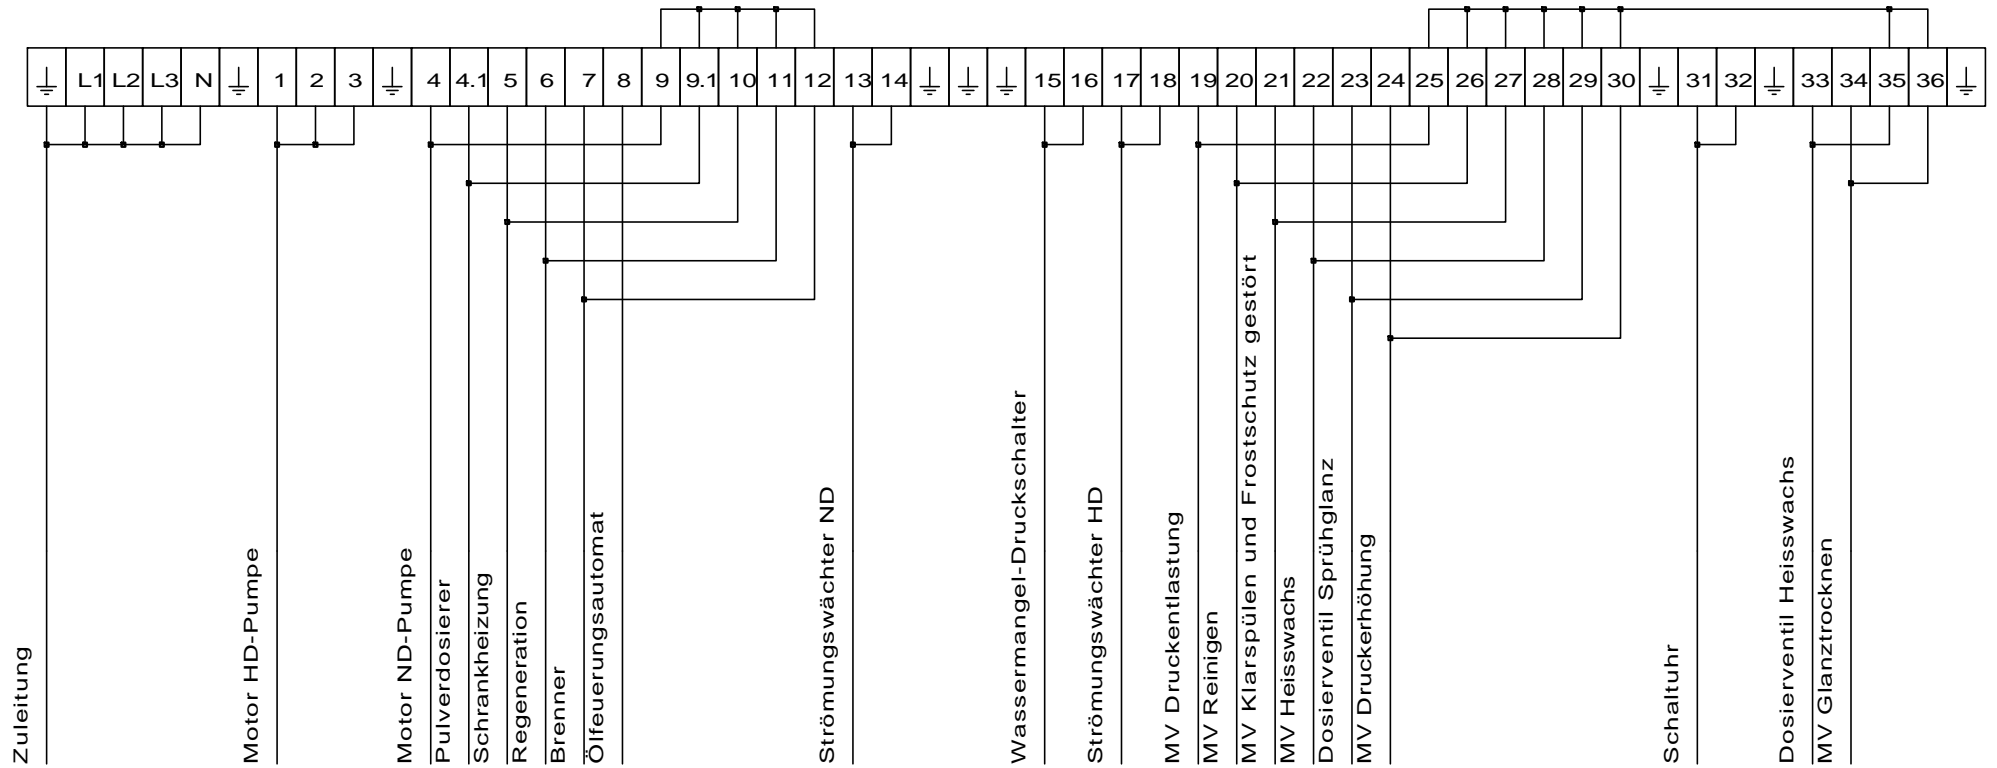 L1 L2 L3 N 1 2 3 4 4.1 5 6 7 8 9 9.1 10 11 12 13 14 15 16 17 18 19 20 21 22 23 24 25 26 27 28 29 30 31 32 33 34 35 36
Zuleitung
Motor HD-Pumpe
Motor ND-Pumpe
Pulverdosierer
Schrankheizung
Regeneration
Brenner
Ölfeuerungsautomat
Strömungswächter ND
Wassermangel-Druckschalter
Strömungswächter HD
MV Druckentlastung
MV Reinigen
MV Klarspülen und Frostschutz gestört
MV Heisswachs
Dosierventil Sprühglanz
MV Druckerhöhung
Schaltuhr
Dosierventil Heisswachs
MV Glanztrocknen